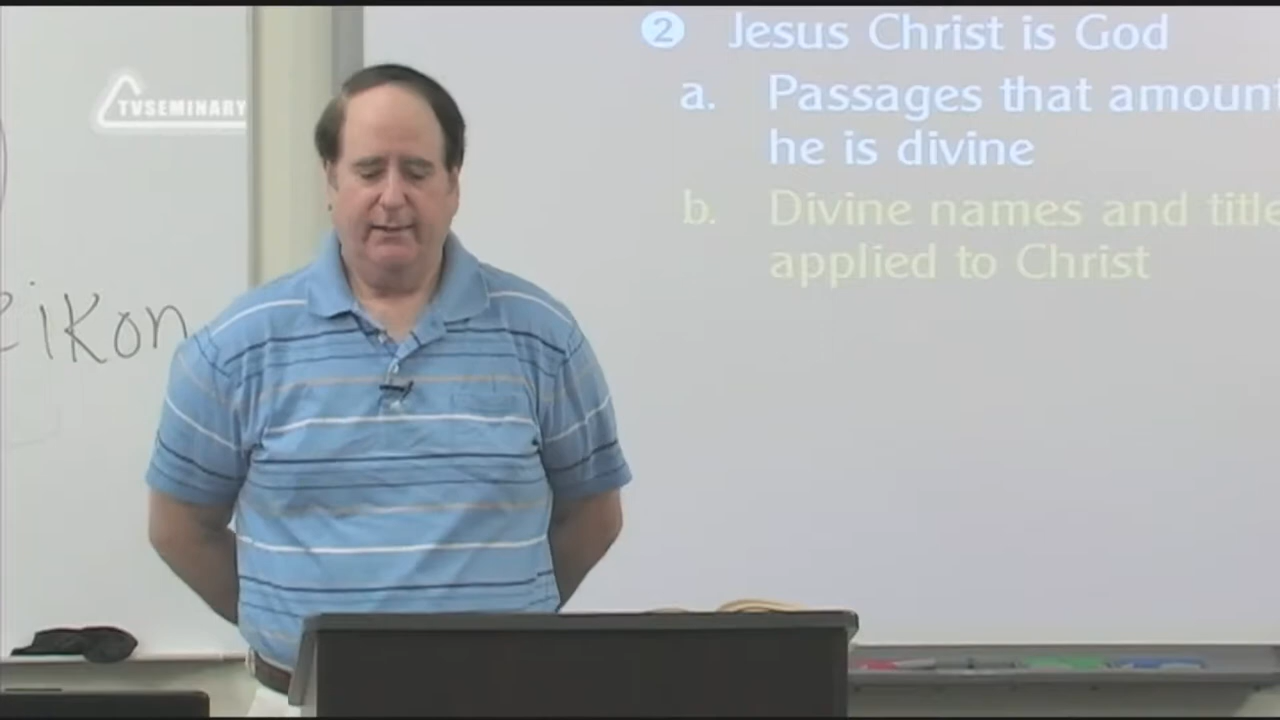 TVSEMINARY
eikon
2 Jesus Christ is God
a. Passages that amount
he is divine
b. Divine names and title
applied to Christ